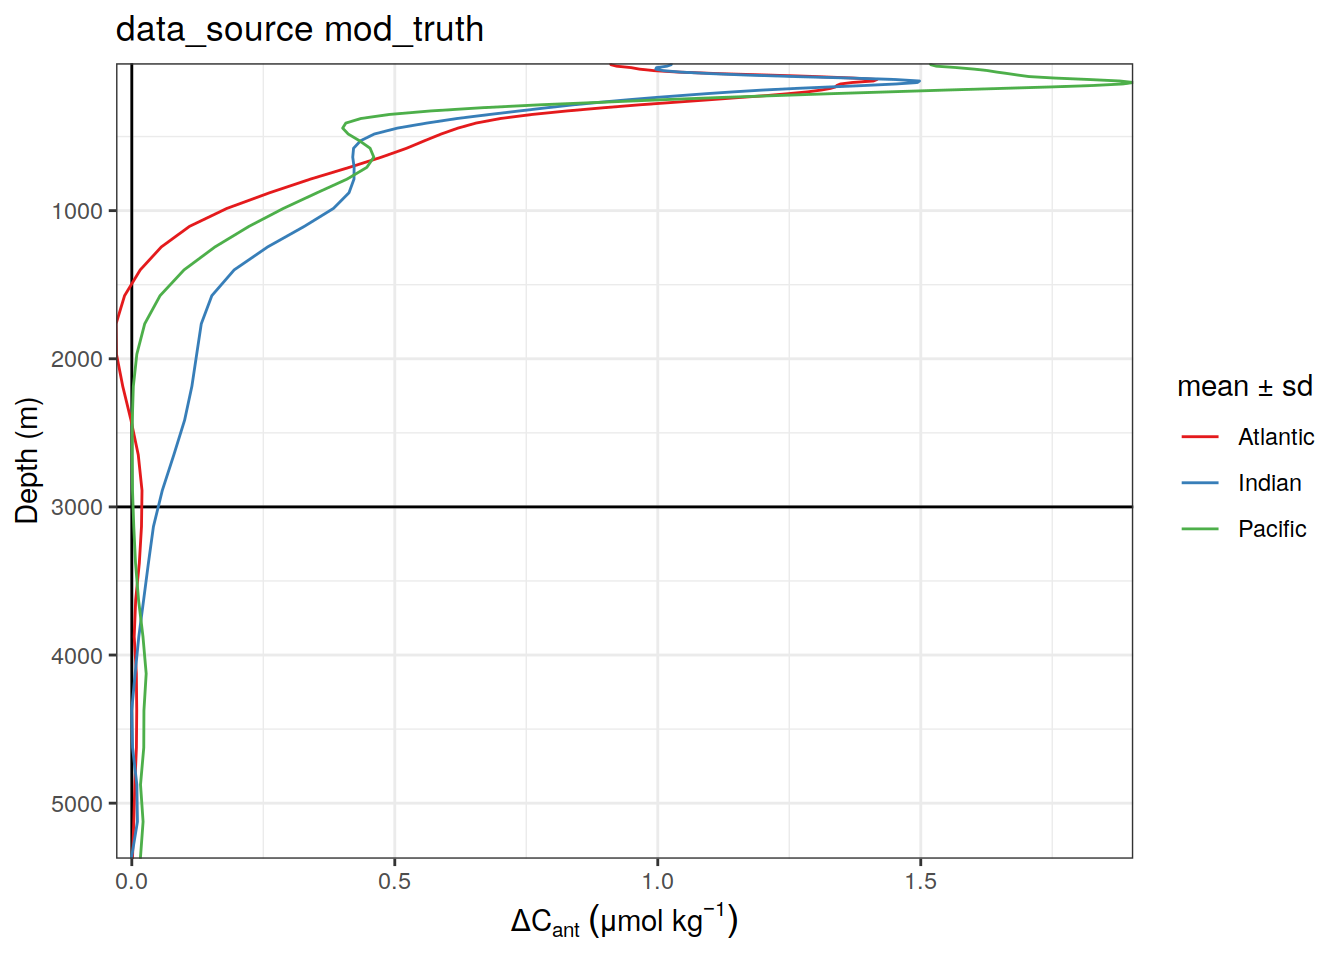 data_source mod_truth
1000
2000
3000
4000
5000
Depth (m)
0.0
0.5
1.0
1.5
ΔCant (μmol kg−1)
mean ± sd
Atlantic
Indian
Pacific